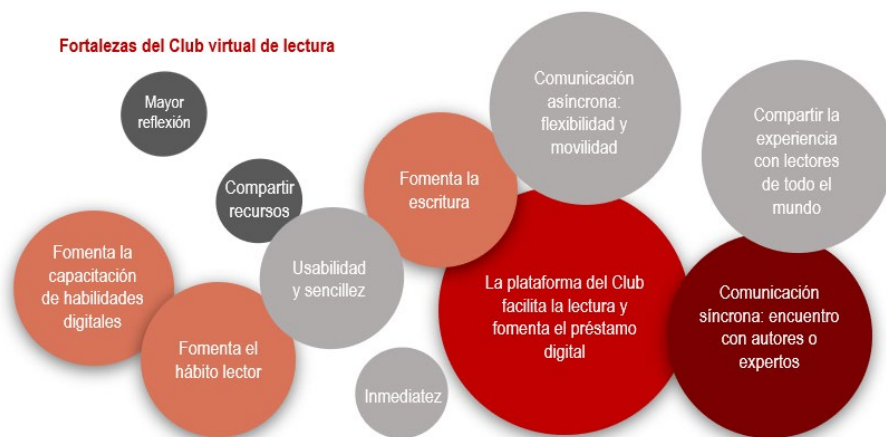 Fortalezas del Club virtual de lectura
Mayor
reflexión
Compartir
recursos
Fomenta la
capacitación
de habilidades
digitales
Fomenta el
hábito lector
Usabilidad
y sencillez
Inmediatez
Fomenta la
escritura
Comunicación
asíncrona:
flexibilidad y
movilidad
La plataforma del Club
facilita la lectura y
fomenta el préstamo
digital
Compartir la
experiencia
con lectores
de todo el
mundo
Comunicación
síncrona: encuentro
con autores o
expertos